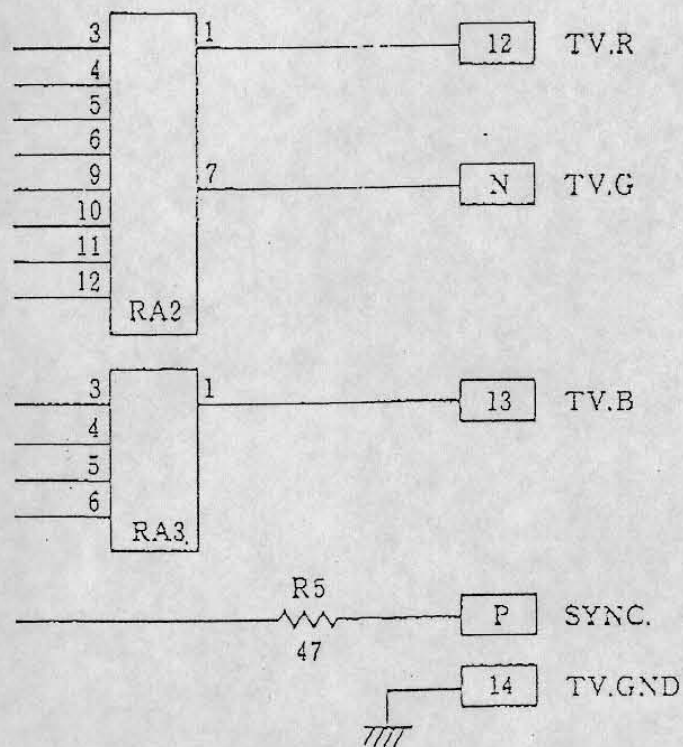 3 1 12 TV.R
4
5
6
9 7 N TV.G
10
11
12
RA2
3 1 13 TV.B
4
5
6
RA3
R5
P SYNC.
47
14 TV.GND